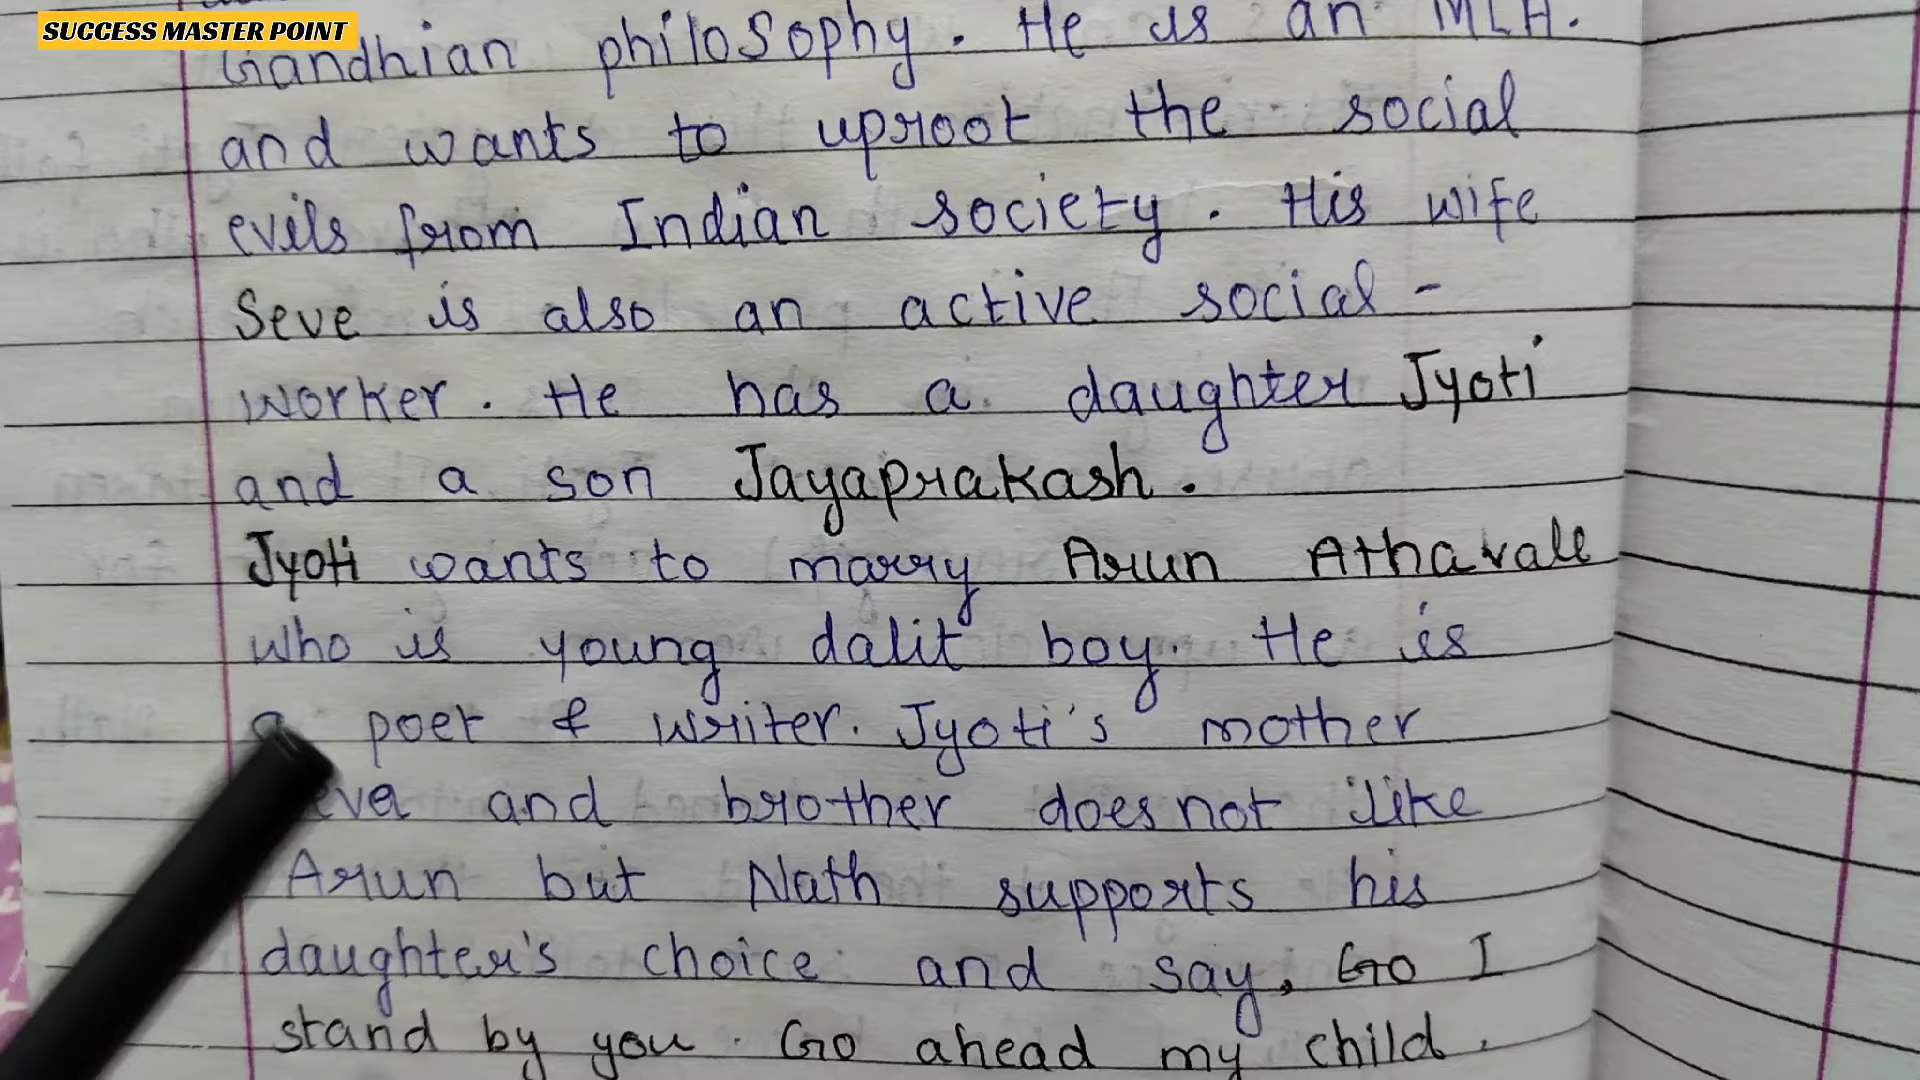 SUCCESS MASTER POINT
Gandhian philosophy. He is an MLA.
and wants to uproot the social
evils from Indian society. His wife
Seve is also an active social-
worker. He has a daughter Jyoti
and a son Jayaprakash.
Jyoti wants to marry Arun Athavale
who is young dalit boy. He is
a poet & writer. Jyoti's mother
eva and brother does not like
Arun but Nath supports his
daughter's choice and say, Go I
stand by you. Go ahead my child.